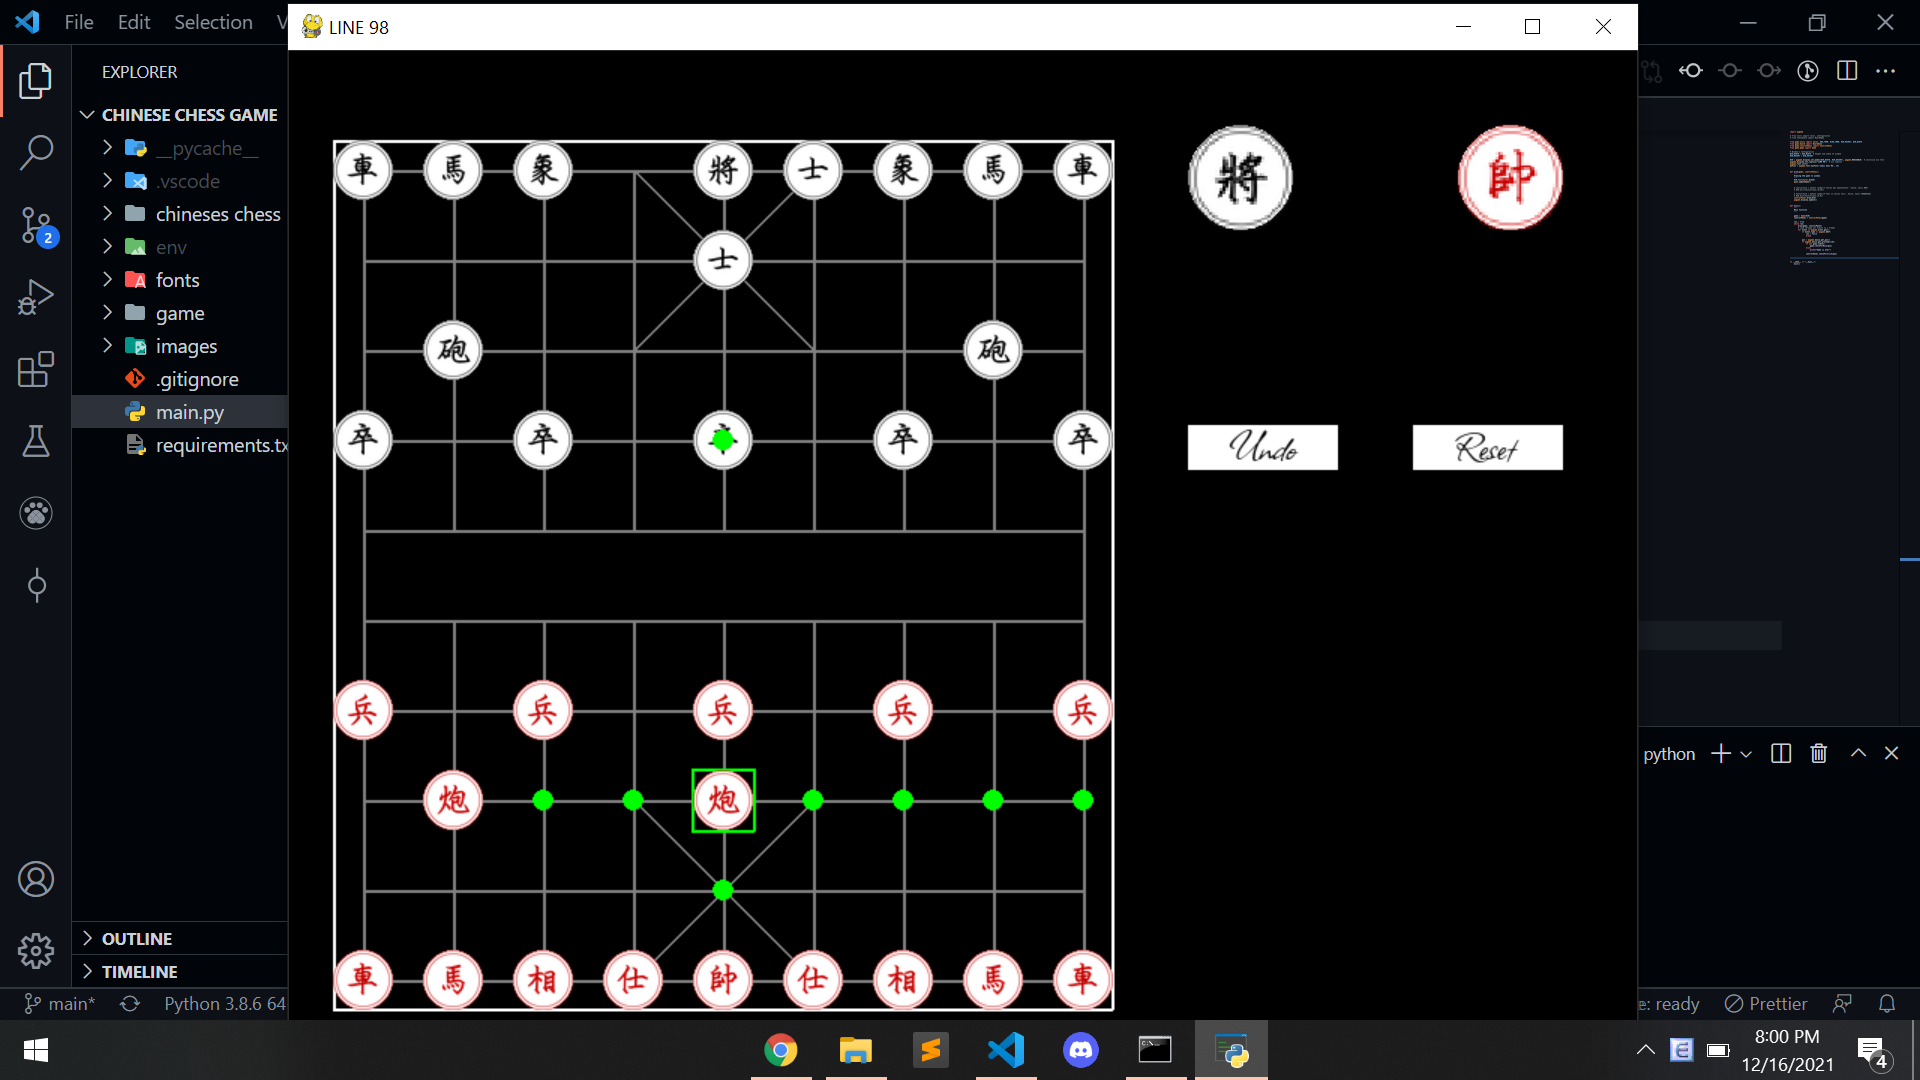 File Edit Selection V
LINE 98
EXPLORER
CHINESE CHESS GAME
__pycache__
.vscode
chineses chess
env
fonts
game
images
.gitignore
main.py
requirements.tx
2
OUTLINE
TIMELINE
車 馬 象 將 士 象 馬 車
士
砲 砲
卒 卒 卒 卒
兵 兵 兵 兵 兵
炮 炮
車 馬 相 仕 帥 仕 相 馬 車
將 帥
Undo Reset
python
main* Python 3.8.6 64
: ready Prettier
8:00 PM
12/16/2021
4